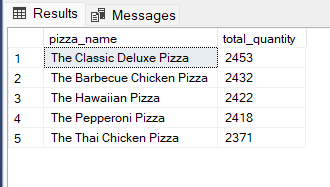 Results Messages
pizza_name total_quantity
1 The Classic Deluxe Pizza 2453
2 The Barbecue Chicken Pizza 2432
3 The Hawaiian Pizza 2422
4 The Pepperoni Pizza 2418
5 The Thai Chicken Pizza 2371